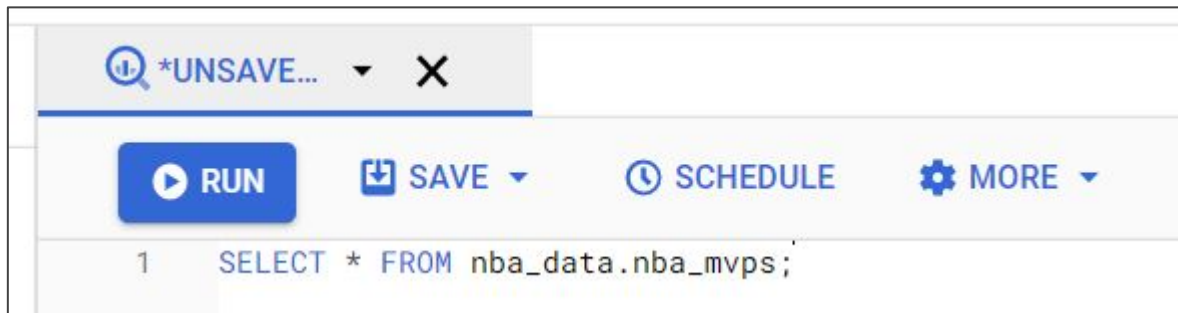 *UNSAVE...
RUN SAVE SCHEDULE MORE
1 SELECT * FROM nba_data.nba_mvps;